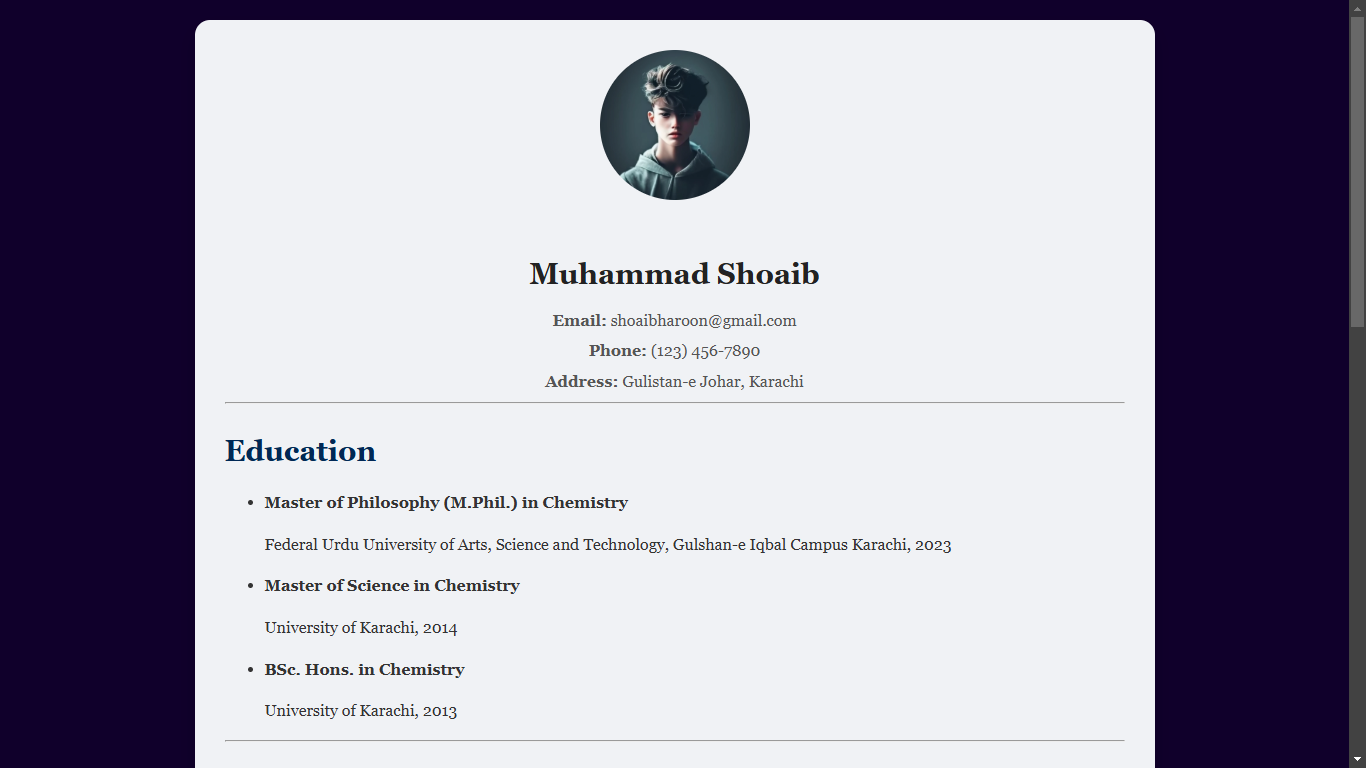 Muhammad Shoaib
Email: shoaibharoon@gmail.com
Phone: (123) 456-7890
Address: Gulistan-e Johar, Karachi
Education
Master of Philosophy (M.Phil.) in Chemistry
Federal Urdu University of Arts, Science and Technology, Gulshan-e Iqbal Campus Karachi, 2023
Master of Science in Chemistry
University of Karachi, 2014
BSc. Hons. in Chemistry
University of Karachi, 2013